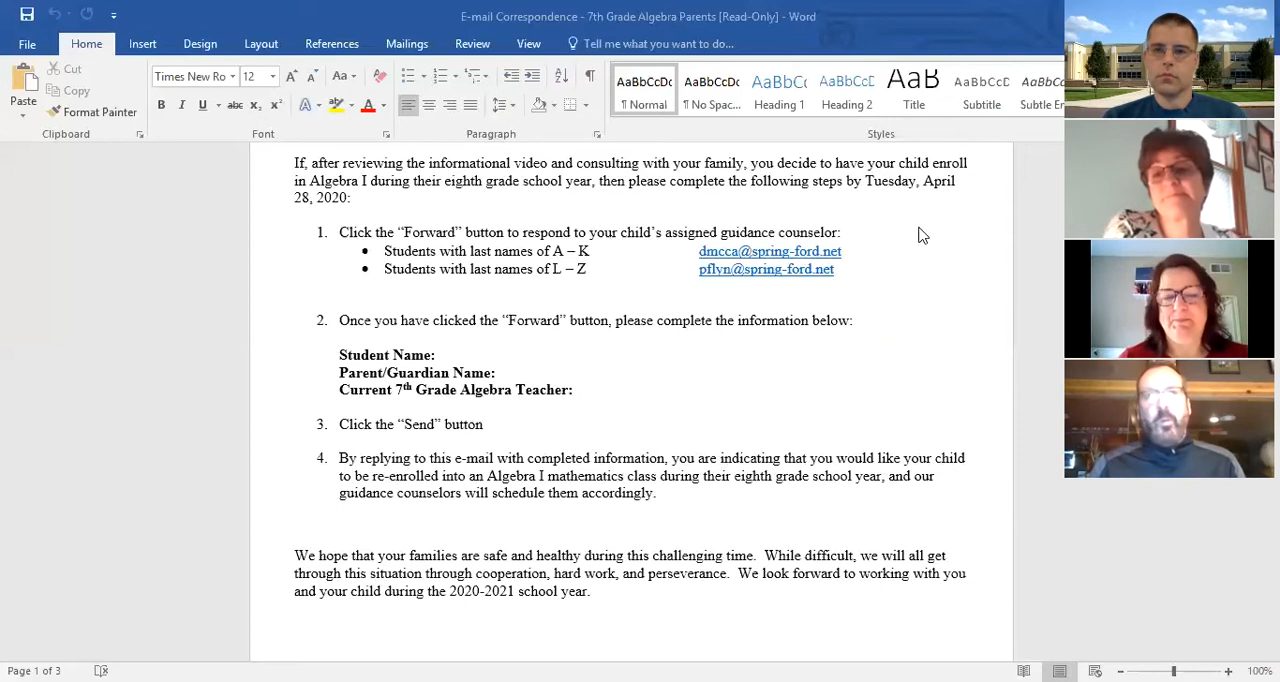 E-mail Correspondence - 7th Grade Algebra Parents [Read-Only] - Word
File Home Insert Design Layout References Mailings Review View Tell me what you want to do...
Paste
Cut
Copy
Format Painter
Times New Ro 12
AaBbCcDc AaBbCcDc AaBbCc AaBbCcD AaB AaBbCcD AaBbCcDc
¶ Normal ¶ No Spac... Heading 1 Heading 2 Title Subtitle Subtle Em
Clipboard Font Paragraph Styles
If, after reviewing the informational video and consulting with your family, you decide to have your child enroll
in Algebra I during their eighth grade school year, then please complete the following steps by Tuesday, April
28, 2020:
1. Click the “Forward” button to respond to your child’s assigned guidance counselor:
• Students with last names of A – K dmcca@spring-ford.net
• Students with last names of L – Z pflyn@spring-ford.net
2. Once you have clicked the “Forward” button, please complete the information below:
Student Name:
Parent/Guardian Name:
Current 7th Grade Algebra Teacher:
3. Click the “Send” button
4. By replying to this e-mail with completed information, you are indicating that you would like your child
to be re-enrolled into an Algebra I mathematics class during their eighth grade school year, and our
guidance counselors will schedule them accordingly.
We hope that your families are safe and healthy during this challenging time. While difficult, we will all get
through this situation through cooperation, hard work, and perseverance. We look forward to working with you
and your child during the 2020-2021 school year.
Page 1 of 3 100%